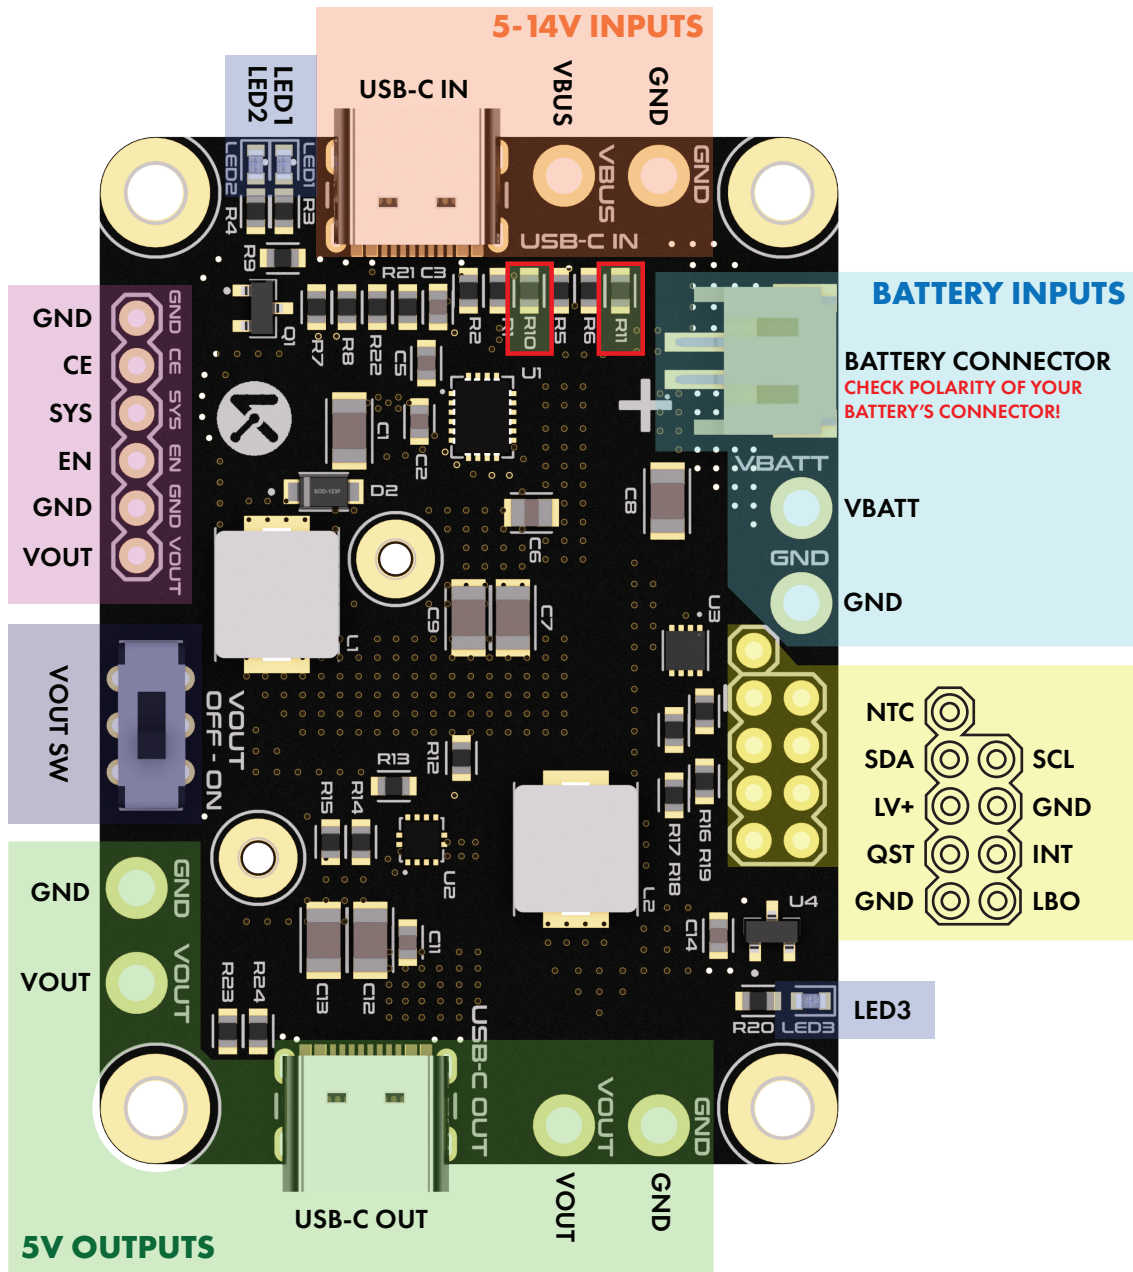 5-14V INPUTS
LED1
LED2
USB-C IN
VBUS
GND
LED2
LED1
R4
R3
VBUS
GND
USB-C IN
R9
Q1
R21 C3
R7
R8
R22
C5
R2
R10
R5
R6
R11
BATTERY INPUTS
BATTERY CONNECTOR
CHECK POLARITY OF YOUR
BATTERY'S CONNECTOR!
+
GND
CE
SYS
EN
GND
VOUT
GND
CE
SYS
EN
GND
VOUT
C1
C2
SOD-123F
D2
C6
C8
VBATT
VBATT
GND
GND
L1
C9
C7
U3
VOUT SW
VOUT
OFF - ON
R12
R13
R15
R14
U2
L2
R17
R16
R18
R19
NTC
SDA
SCL
LV+
GND
QST
INT
GND
LBO
GND
GND
VOUT
VOUT
C13
C12
C11
C14
U4
R23
R24
R20
LED3
LED3
USB-C OUT
VOUT
GND
USB-C OUT
VOUT
GND
5V OUTPUTS